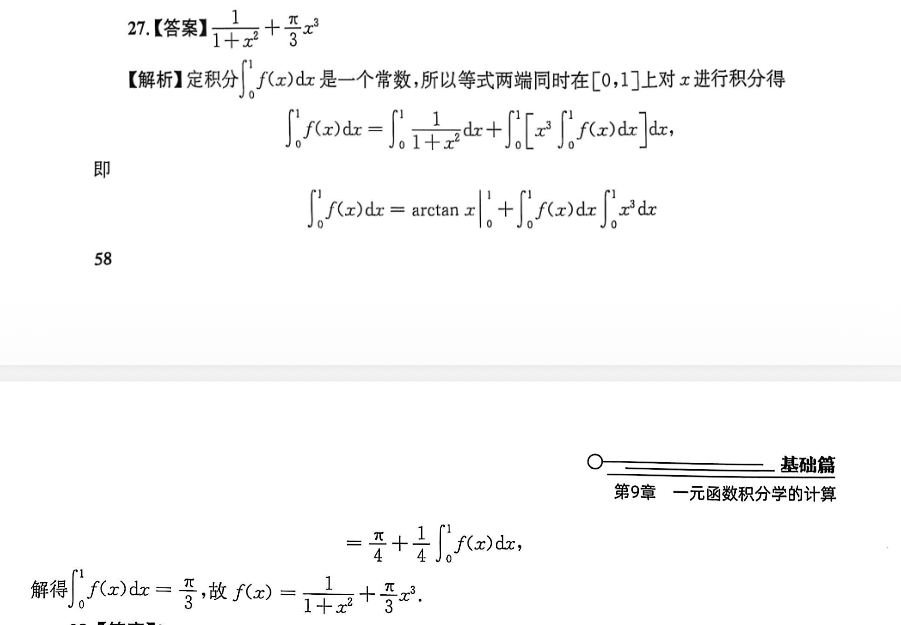 27.【答案】$\frac{1}{1+x^2}+\frac{\pi}{3}x^3$
【解析】定积分$\int_0^1 f(x)dx$是一个常数,所以等式两端同时在[0,1]上对x进行积分得
$\int_0^1 f(x)dx=\int_0^1 \frac{1}{1+x^2}dx+\int_0^1\left[x^3\int_0^1 f(x)dx\right]dx,$
即
$\int_0^1 f(x)dx=\arctan x\Big|_0^1+\int_0^1 f(x)dx\int_0^1 x^3dx$
58
基础篇
第9章 一元函数积分学的计算
$=\frac{\pi}{4}+\frac{1}{4}\int_0^1 f(x)dx,$
解得$\int_0^1 f(x)dx=\frac{\pi}{3}$,故$f(x)=\frac{1}{1+x^2}+\frac{\pi}{3}x^3.$